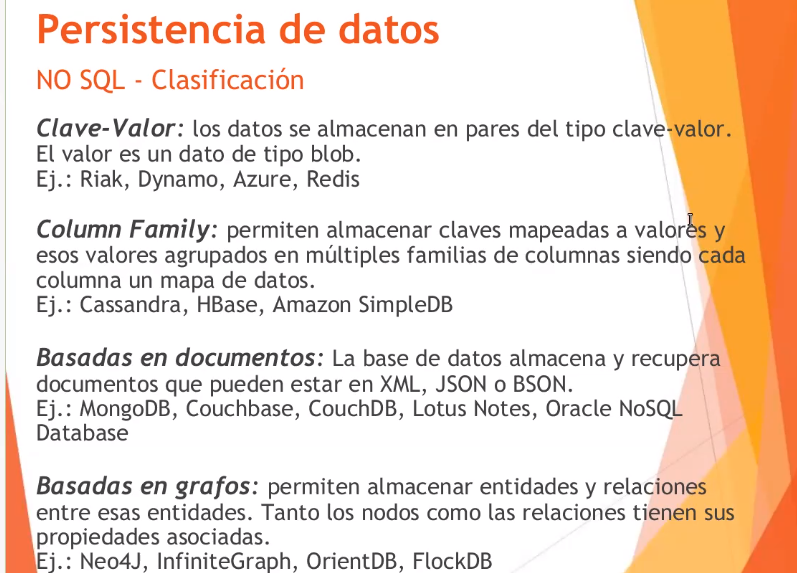 Persistencia de datos
NO SQL - Clasificación
Clave-Valor: los datos se almacenan en pares del tipo clave-valor.
El valor es un dato de tipo blob.
Ej.: Riak, Dynamo, Azure, Redis
Column Family: permiten almacenar claves mapeadas a valores y
esos valores agrupados en múltiples familias de columnas siendo cada
columna un mapa de datos.
Ej.: Cassandra, HBase, Amazon SimpleDB
Basadas en documentos: La base de datos almacena y recupera
documentos que pueden estar en XML, JSON o BSON.
Ej.: MongoDB, Couchbase, CouchDB, Lotus Notes, Oracle NoSQL
Database
Basadas en grafos: permiten almacenar entidades y relaciones
entre esas entidades. Tanto los nodos como las relaciones tienen sus
propiedades asociadas.
Ej.: Neo4J, InfiniteGraph, OrientDB, FlockDB